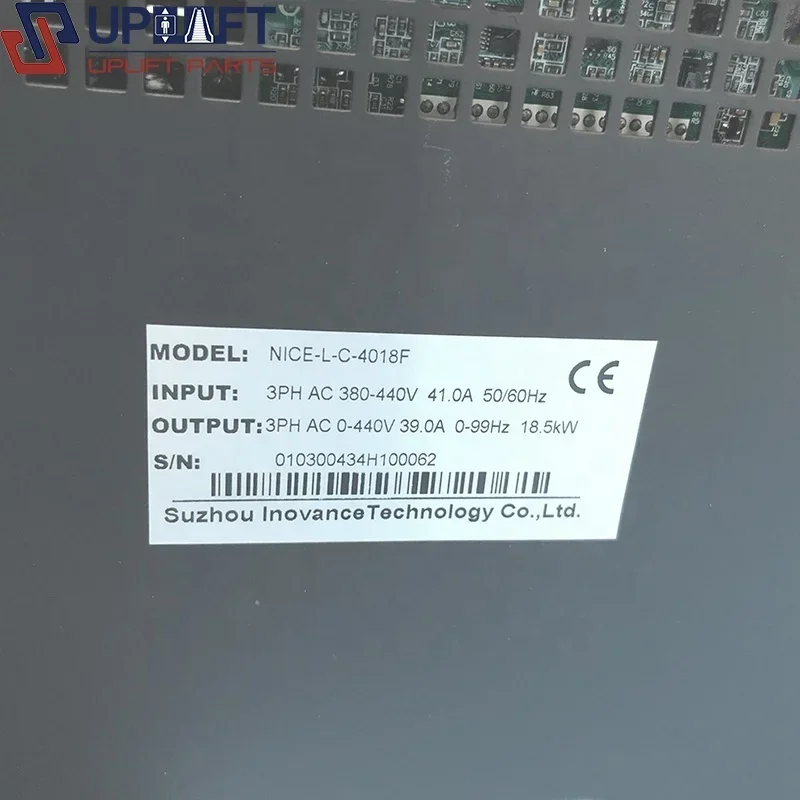 UPLIFT
UPLIFT PARTS
MODEL: NICE-L-C-4018F
CE
INPUT: 3PH AC 380-440V 41.0A 50/60Hz
OUTPUT: 3PH AC 0-440V 39.0A 0-99Hz 18.5kW
S/N: 010300434H100062
Suzhou InovanceTechnology Co.,Ltd.